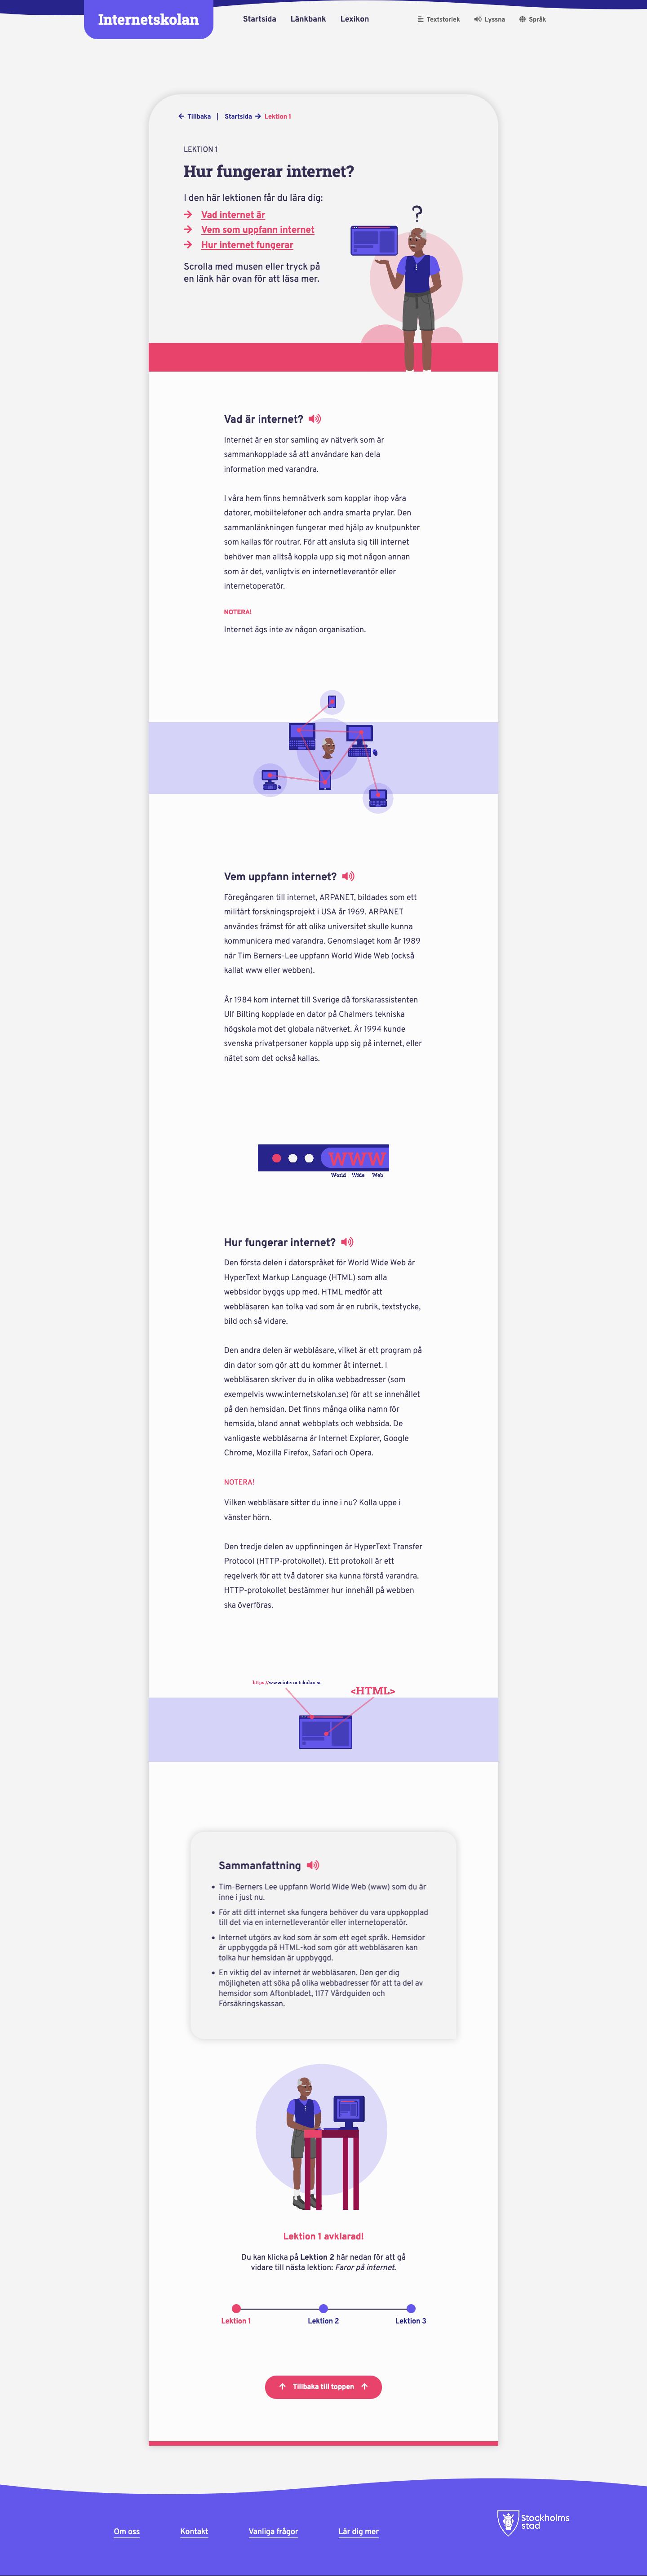 Internetskolan
Startsida Länkbank Lexikon
Textstorlek Lyssna Språk
Tillbaka | Startsida → Lektion 1
LEKTION 1
Hur fungerar internet?
I den här lektionen får du lära dig:
Vad internet är
Vem som uppfann internet
Hur internet fungerar
Scrolla med musen eller tryck på
en länk här ovan för att läsa mer.
?
Vad är internet?
Internet är en stor samling av nätverk som är
sammankopplade så att användare kan dela
information med varandra.
I våra hem finns hemnätverk som kopplar ihop våra
datorer, mobiltelefoner och andra smarta prylar. Den
sammanlänkningen fungerar med hjälp av knutpunkter
som kallas för routrar. För att ansluta sig till internet
behöver man alltså koppla upp sig mot någon annan
som är det, vanligtvis en internetleverantör eller
internetoperatör.
NOTERA!
Internet ägs inte av någon organisation.
Vem uppfann internet?
Föregångaren till internet, ARPANET, bildades som ett
militärt forskningsprojekt i USA år 1969. ARPANET
användes främst för att olika universitet skulle kunna
kommunicera med varandra. Genomslaget kom år 1989
när Tim Berners-Lee uppfann World Wide Web (också
kallat www eller webben).
År 1984 kom internet till Sverige då forskarassistenten
Ulf Bilting kopplade en dator på Chalmers tekniska
högskola mot det globala nätverket. År 1994 kunde
svenska privatpersoner koppla upp sig på internet, eller
nätet som det också kallas.
WWW
World Wide Web
Hur fungerar internet?
Den första delen i datorspråket för World Wide Web är
HyperText Markup Language (HTML) som alla
webbsidor byggs upp med. HTML medför att
webbläsaren kan tolka vad som är en rubrik, textstycke,
bild och så vidare.
Den andra delen är webbläsare, vilket är ett program på
din dator som gör att du kommer åt internet. I
webbläsaren skriver du in olika webbadresser (som
exempelvis www.internetskolan.se) för att se innehållet
på den hemsidan. Det finns många olika namn för
hemsida, bland annat webbplats och webbsida. De
vanligaste webbläsarna är Internet Explorer, Google
Chrome, Mozilla Firefox, Safari och Opera.
NOTERA!
Vilken webbläsare sitter du inne i nu? Kolla uppe i
vänster hörn.
Den tredje delen av uppfinningen är HyperText Transfer
Protocol (HTTP-protokollet). Ett protokoll är ett
regelverk för att två datorer ska kunna förstå varandra.
HTTP-protokollet bestämmer hur innehåll på webben
ska överföras.
https://www.internetskolan.se
<HTML>
Sammanfattning
• Tim-Berners Lee uppfann World Wide Web (www) som du är
inne i just nu.
• För att ditt internet ska fungera behöver du vara uppkopplad
till det via en internetleverantör eller internetoperatör.
• Internet utgörs av kod som är som ett eget språk. Hemsidor
är uppbyggda på HTML-kod som gör att webbläsaren kan
tolka hur hemsidan är uppbyggd.
• En viktig del av internet är webbläsaren. Den ger dig
möjligheten att söka på olika webbadresser för att ta del av
hemsidor som Aftonbladet, 1177 Vårdguiden och
Försäkringskassan.
Lektion 1 avklarad!
Du kan klicka på Lektion 2 här nedan för att gå
vidare till nästa lektion: Faror på internet.
Lektion 1 Lektion 2 Lektion 3
Tillbaka till toppen
Om oss Kontakt Vanliga frågor Lär dig mer
Stockholms
stad